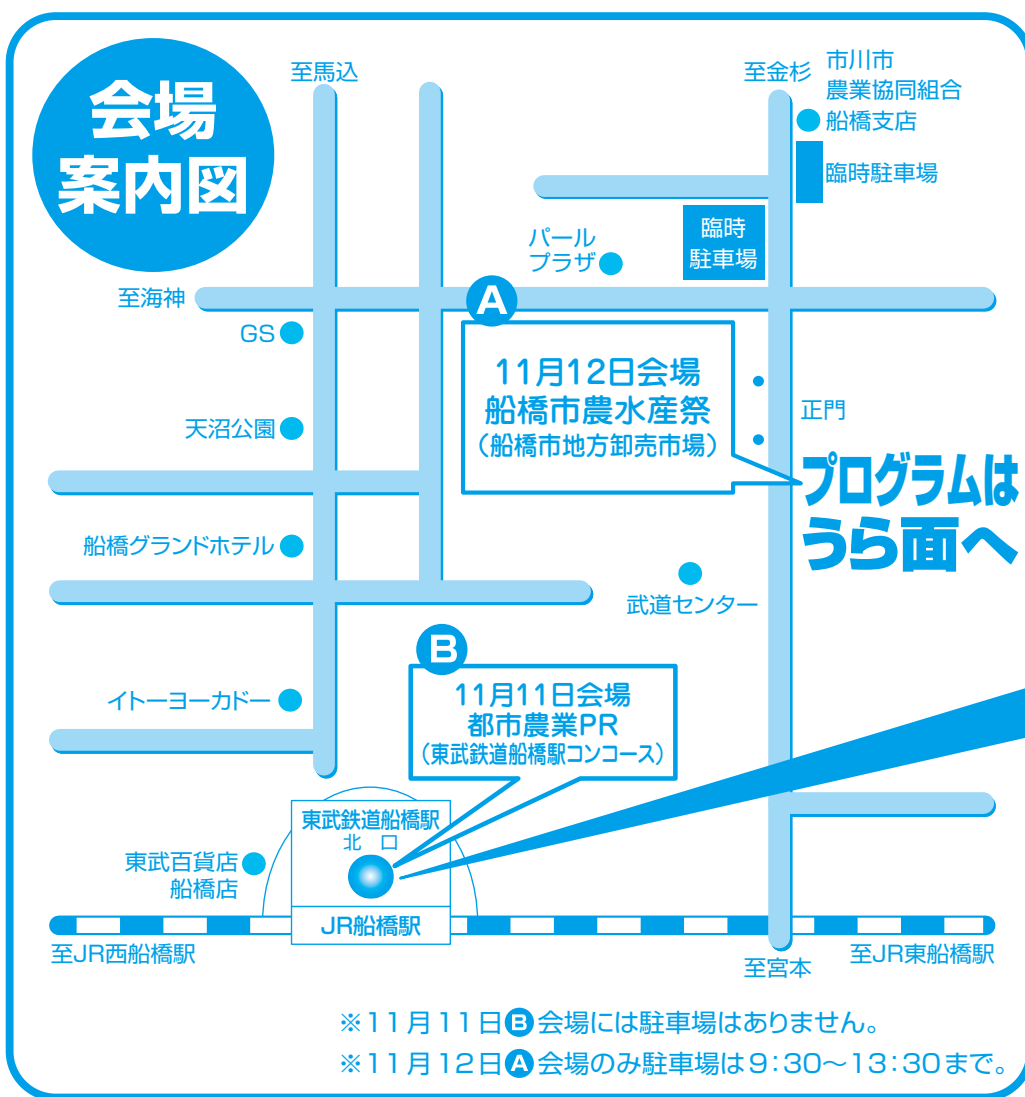 会場
案内図
至馬込
至金杉
市川市
農業協同組合
船橋支店
臨時駐車場
臨時
駐車場
パール
プラザ
至海神
A
GS
11月12日会場
船橋市農水産祭
（船橋市地方卸売市場）
正門
天沼公園
プログラムは
うら面へ
船橋グランドホテル
武道センター
B
11月11日会場
都市農業PR
（東武鉄道船橋駅コンコース）
イトーヨーカドー
東武鉄道船橋駅
北 口
東武百貨店
船橋店
JR船橋駅
至JR西船橋駅
至宮本
至JR東船橋駅
※11月11日B会場には駐車場はありません。
※11月12日A会場のみ駐車場は9:30〜13:30まで。